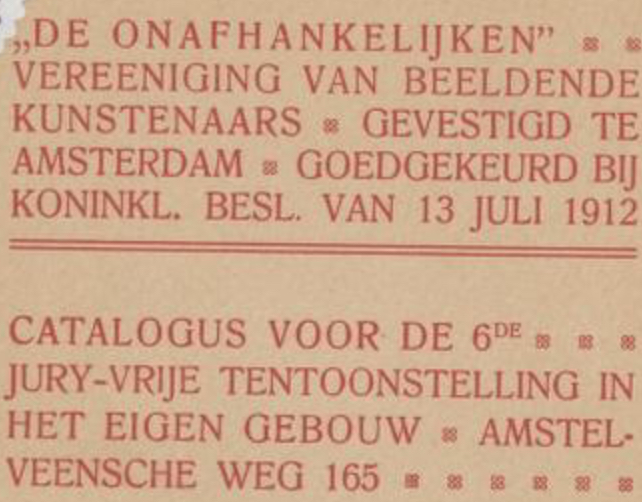 „DE ONAFHANKELIJKEN”
VEREENIGING VAN BEELDENDE
KUNSTENAARS GEVESTIGD TE
AMSTERDAM GOEDGEKEURD BIJ
KONINKL. BESL. VAN 13 JULI 1912
CATALOGUS VOOR DE 6DE
JURY-VRIJE TENTOONSTELLING IN
HET EIGEN GEBOUW AMSTEL-
VEENSCHE WEG 165